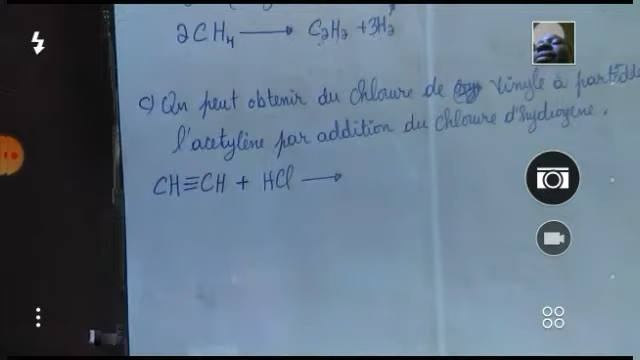 2CH₄ ⟶ C₂H₂ + 3H₂
c) On peut obtenir du chlorure de vinyle à partir de
l'acetylène par addition du chlorure d'hydrogène.
CH≡CH + HCl ⟶